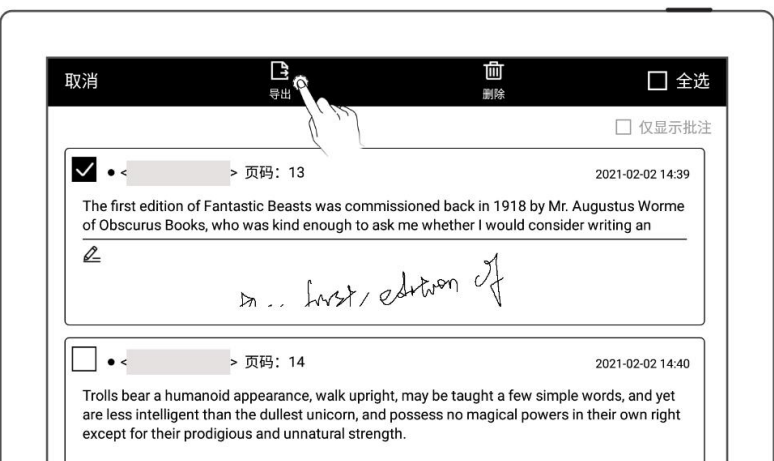 取消
导出
删除
全选
仅显示批注
• < > 页码：13
2021-02-02 14:39
The first edition of Fantastic Beasts was commissioned back in 1918 by Mr. Augustus Worme
of Obscurus Books, who was kind enough to ask me whether I would consider writing an
... first, edition of
• < > 页码：14
2021-02-02 14:40
Trolls bear a humanoid appearance, walk upright, may be taught a few simple words, and yet
are less intelligent than the dullest unicorn, and possess no magical powers in their own right
except for their prodigious and unnatural strength.